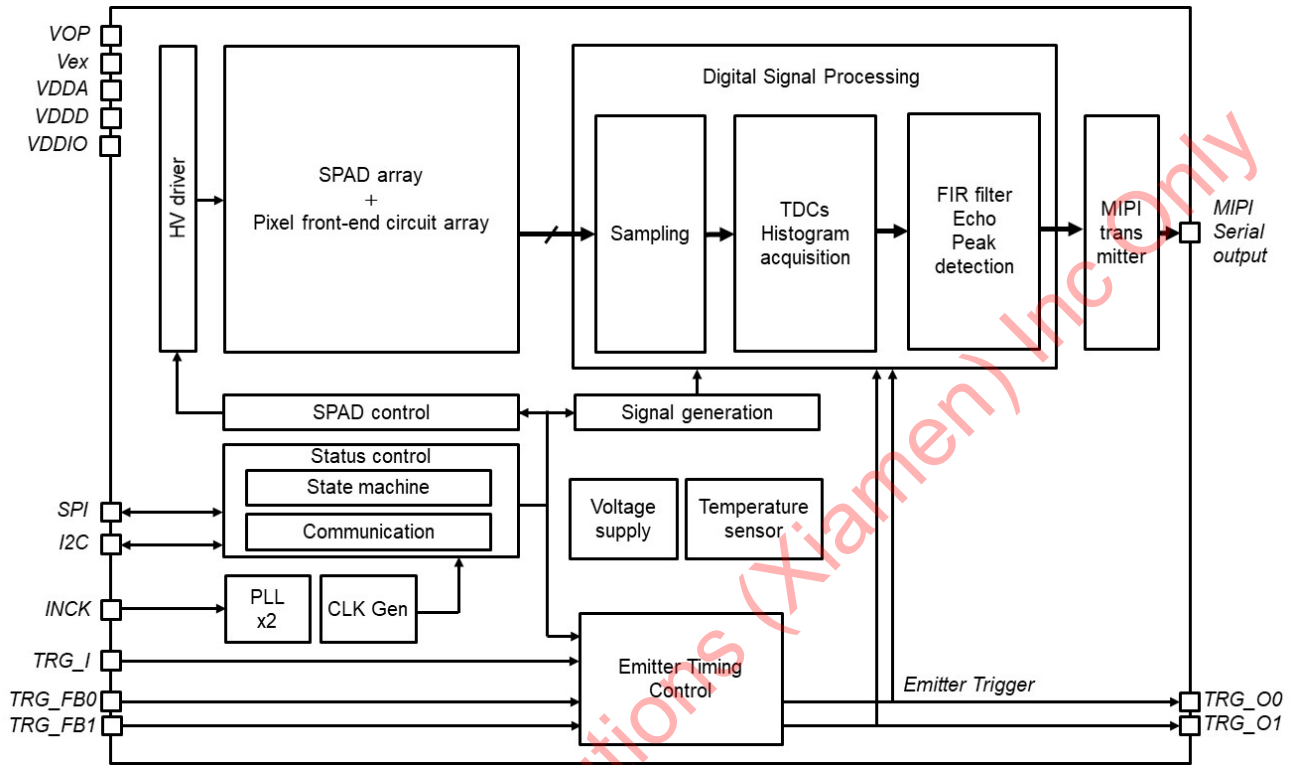 VOP
Vex
VDDA
VDDD
VDDIO
HV driver
SPAD array
+
Pixel front-end circuit array
Digital Signal Processing
Sampling
TDCs
Histogram
acquisition
FIR filter
Echo
Peak
detection
MIPI
trans
mitter
MIPI
Serial
output
SPAD control
Signal generation
Status control
State machine
Communication
Voltage
supply
Temperature
sensor
SPI
I2C
INCK
PLL
x2
CLK Gen
TRG_I
TRG_FB0
TRG_FB1
Emitter Timing
Control
Emitter Trigger
TRG_O0
TRG_O1
tions (Xiamen) Inc Only